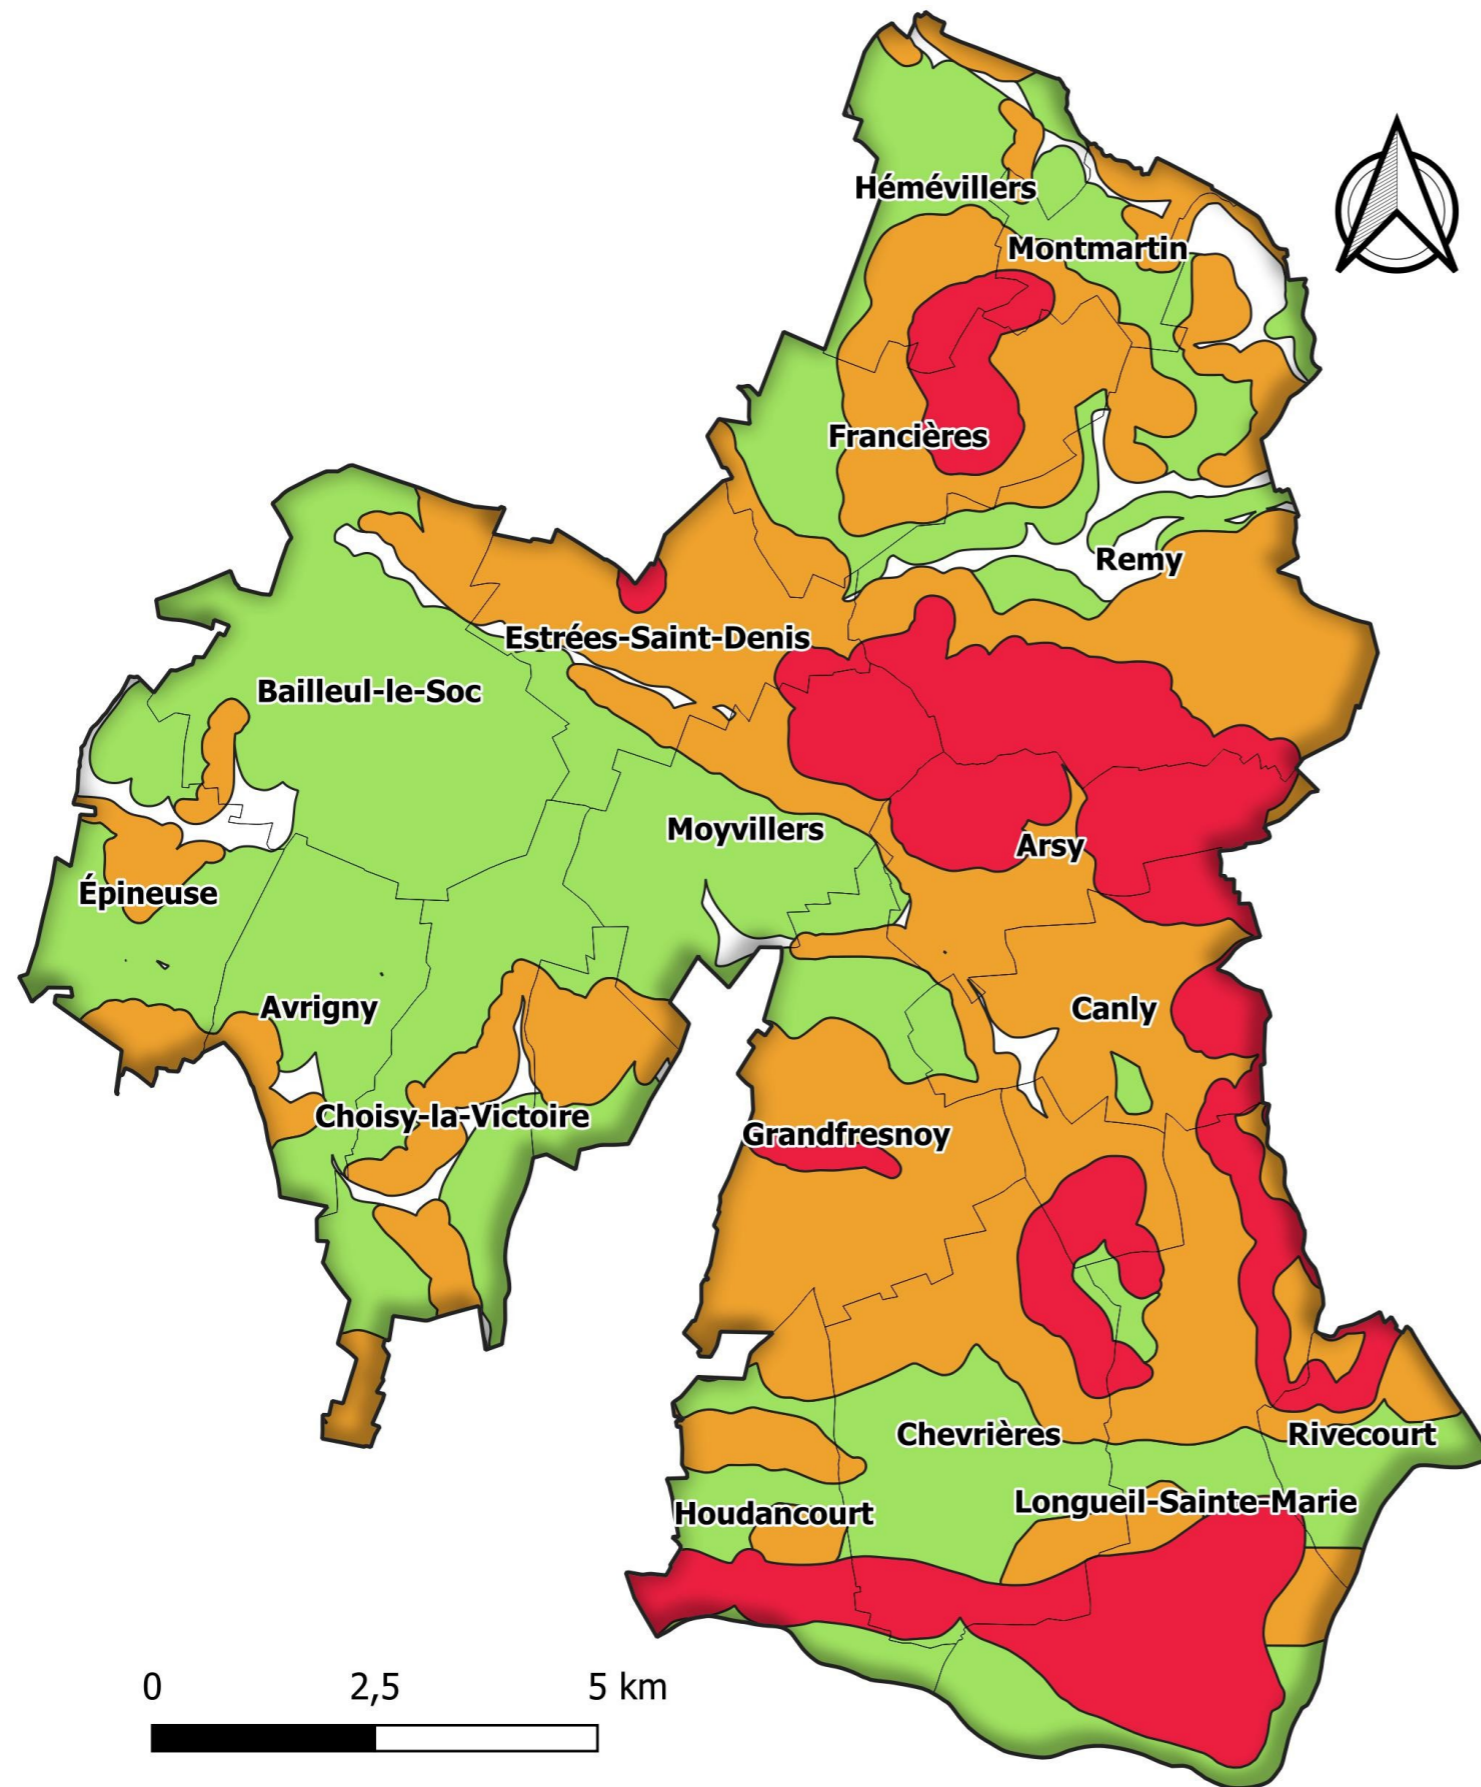 Hémévillers
Montmartin
Francières
Remy
Estrées-Saint-Denis
Bailleul-le-Soc
Moyvillers
Arsy
Épineuse
Avrigny
Canly
Choisy-la-Victoire
Grandfresnoy
Chevrières
Rivecourt
Longueil-Sainte-Marie
Houdancourt
0 2,5 5 km